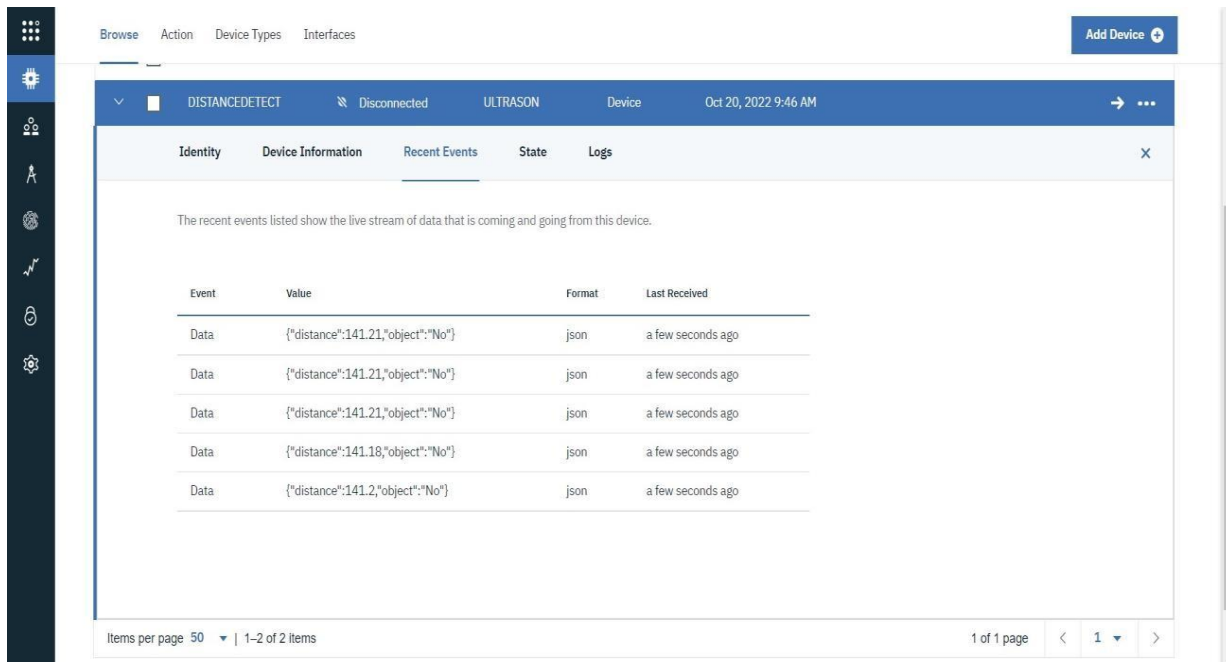 Browse Action Device Types Interfaces Add Device
DISTANCEDETECT Disconnected ULTRASON Device Oct 20, 2022 9:46 AM
Identity Device Information Recent Events State Logs
The recent events listed show the live stream of data that is coming and going from this device.
Event Value Format Last Received
Data {"distance":141.21,"object":"No"} json a few seconds ago
Data {"distance":141.21,"object":"No"} json a few seconds ago
Data {"distance":141.21,"object":"No"} json a few seconds ago
Data {"distance":141.18,"object":"No"} json a few seconds ago
Data {"distance":141.2,"object":"No"} json a few seconds ago
Items per page 50 | 1–2 of 2 items 1 of 1 page 1